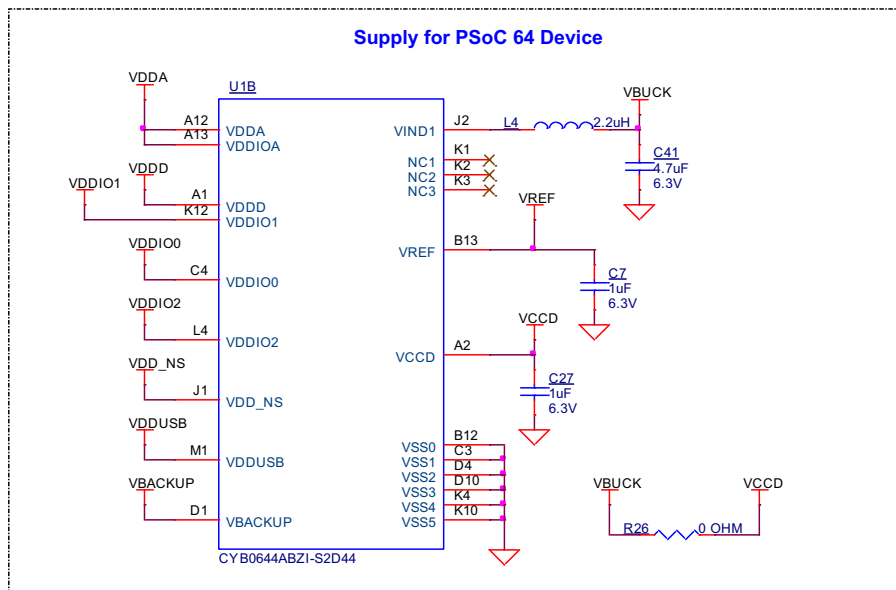 Supply for PSoC 64 Device
U1B
VDDA
A12 VDDA
A13 VDDIOA
VDDD
VDDIO1
A1 VDDD
K12 VDDIO1
VDDIO0
C4 VDDIO0
VDDIO2
L4 VDDIO2
VDD_NS
J1 VDD_NS
VDDUSB
M1 VDDUSB
VBACKUP
D1 VBACKUP
VIND1 J2 L4 2.2uH
VBUCK
C41
4.7uF
6.3V
NC1 K1
NC2 K2
NC3 K3
VREF
VREF B13
C7
1uF
6.3V
VCCD
VCCD A2
C27
1uF
6.3V
VSS0 B12
VSS1 C3
VSS2 D4
VSS3 D10
VSS4 K4
VSS5 K10
CYB0644ABZI-S2D44
VBUCK VCCD
R26 0 OHM